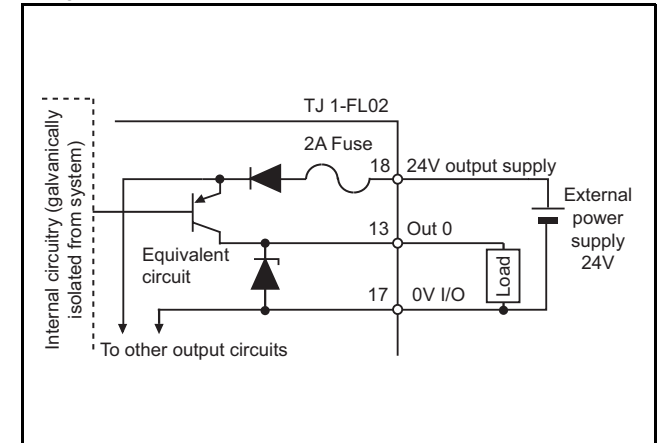 TJ 1-FL02
2A Fuse
18
24V output supply
External
power
supply
24V
13
Out 0
Equivalent
circuit
Load
17
0V I/O
To other output circuits
Internal circuitry (galvanically
isolated from system)